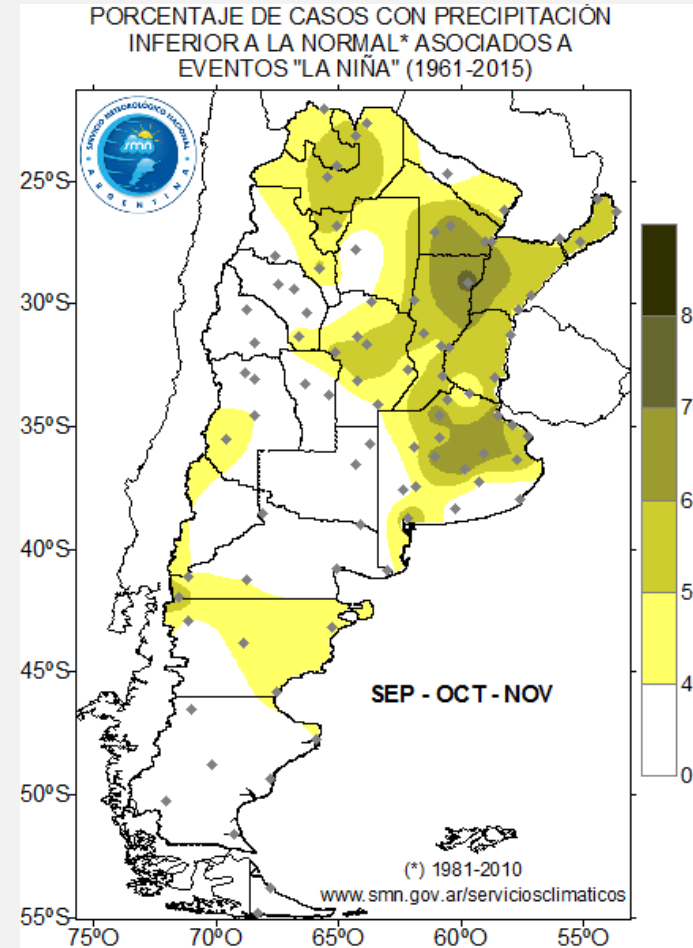 PORCENTAJE DE CASOS CON PRECIPITACIÓN
INFERIOR A LA NORMAL* ASOCIADOS A
EVENTOS "LA NIÑA" (1961-2015)
SERVICIO METEOROLÓGICO NACIONAL
smn
ARGENTINA
25ºS
30ºS
35ºS
40ºS
45ºS
50ºS
55ºS
8
7
6
5
4
0
SEP - OCT - NOV
(*) 1981-2010
www.smn.gov.ar/serviciosclimaticos
75ºO 70ºO 65ºO 60ºO 55ºO